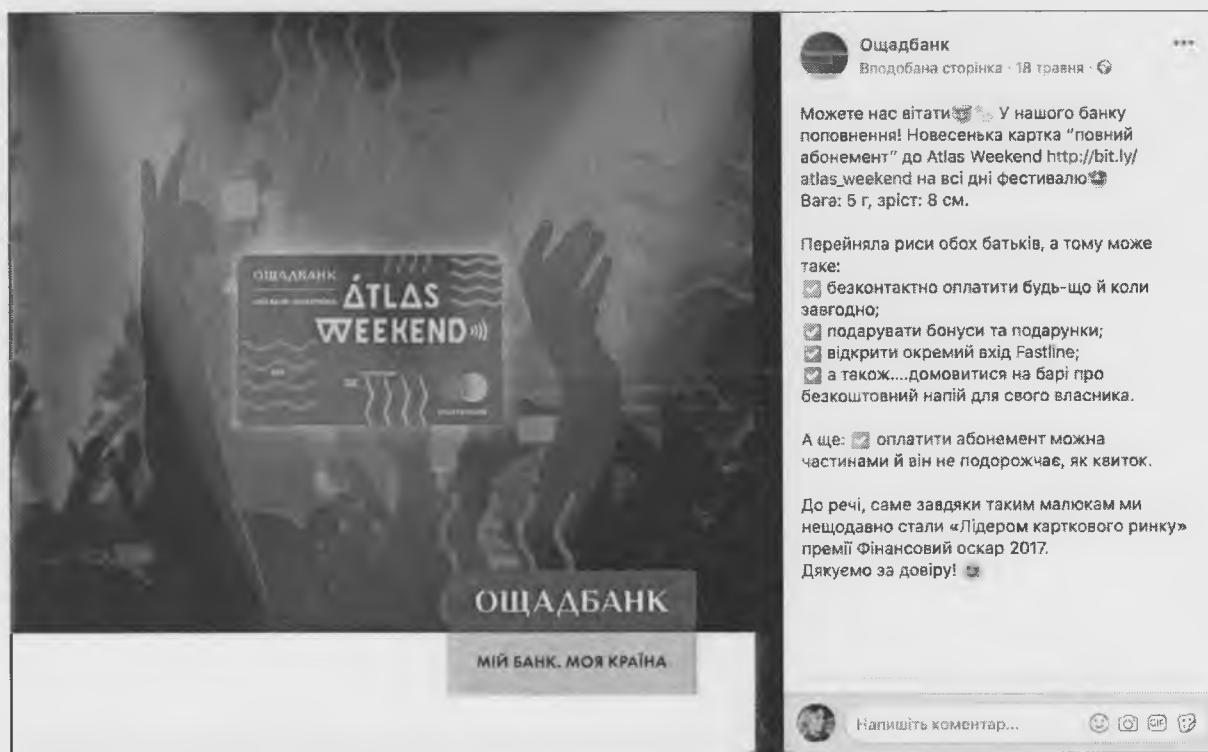 ОЩАДБАНК
ÁTLAS
WEEKEND
ОЩАДБАНК
МІЙ БАНК. МОЯ КРАЇНА
Ощадбанк
Вподобана сторінка · 18 травня ·
Можете нас вітати У нашого банку
поповнення! Новесенька картка "повний
абонемент" до Atlas Weekend http://bit.ly/
atlas_weekend на всі дні фестивалю
Вага: 5 г, зріст: 8 см.
Перейняла риси обох батьків, а тому може
таке:
☑ безконтактно оплатити будь-що й коли
завгодно;
☑ подарувати бонуси та подарунки;
☑ відкрити окремий вхід Fastline;
☑ а також....домовитися на барі про
безкоштовний напій для свого власника.
А ще: ☑ оплатити абонемент можна
частинами й він не подорожчає, як квиток.
До речі, саме завдяки таким малюкам ми
нещодавно стали «Лідером карткового ринку»
премії Фінансовий оскар 2017.
Дякуємо за довіру!
Напишіть коментар...
GIF